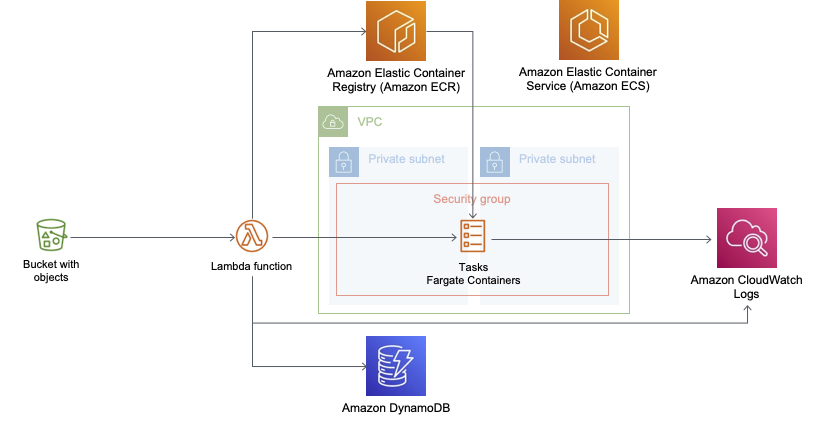 Amazon Elastic Container
Registry (Amazon ECR)
Amazon Elastic Container
Service (Amazon ECS)
VPC
Private subnet
Private subnet
Security group
Bucket with
objects
Lambda function
Tasks
Fargate Containers
Amazon CloudWatch
Logs
Amazon DynamoDB